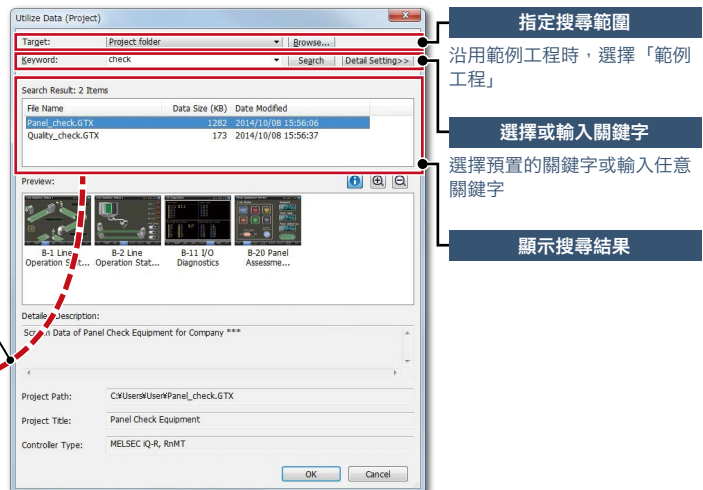 Utilize Data (Project)
Target: Project folder Browse...
Keyword: check Search Detail Setting>>
Search Result: 2 Items
File Name Data Size (KB) Date Modified
Panel_check.GTX 1282 2014/10/08 15:56:06
Quality_check.GTX 173 2014/10/08 15:56:37
Preview:
B-1 Line Operation Stat...
B-2 Line Operation Stat...
B-11 I/O Diagnostics
B-20 Panel Assessme...
Detailed Description:
Screen Data of Panel Check Equipment for Company ***
Project Path: C:¥Users¥User¥Panel_check.GTX
Project Title: Panel Check Equipment
Controller Type: MELSEC iQ-R, RnMT
OK Cancel
指定搜尋範圍
沿用範例工程時，選擇「範例
工程」
選擇或輸入關鍵字
選擇預置的關鍵字或輸入任意
關鍵字
顯示搜尋結果